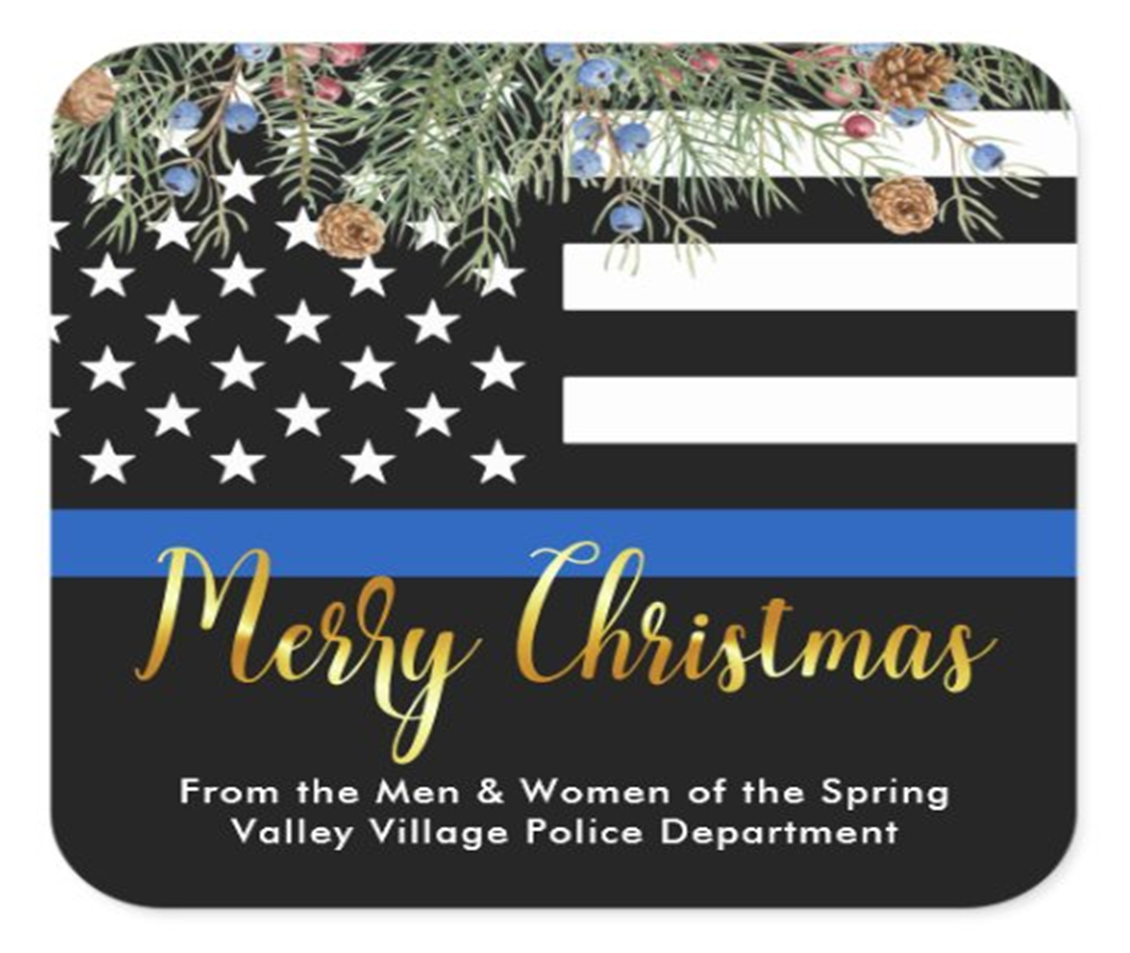 Merry Christmas
From the Men & Women of the Spring
Valley Village Police Department